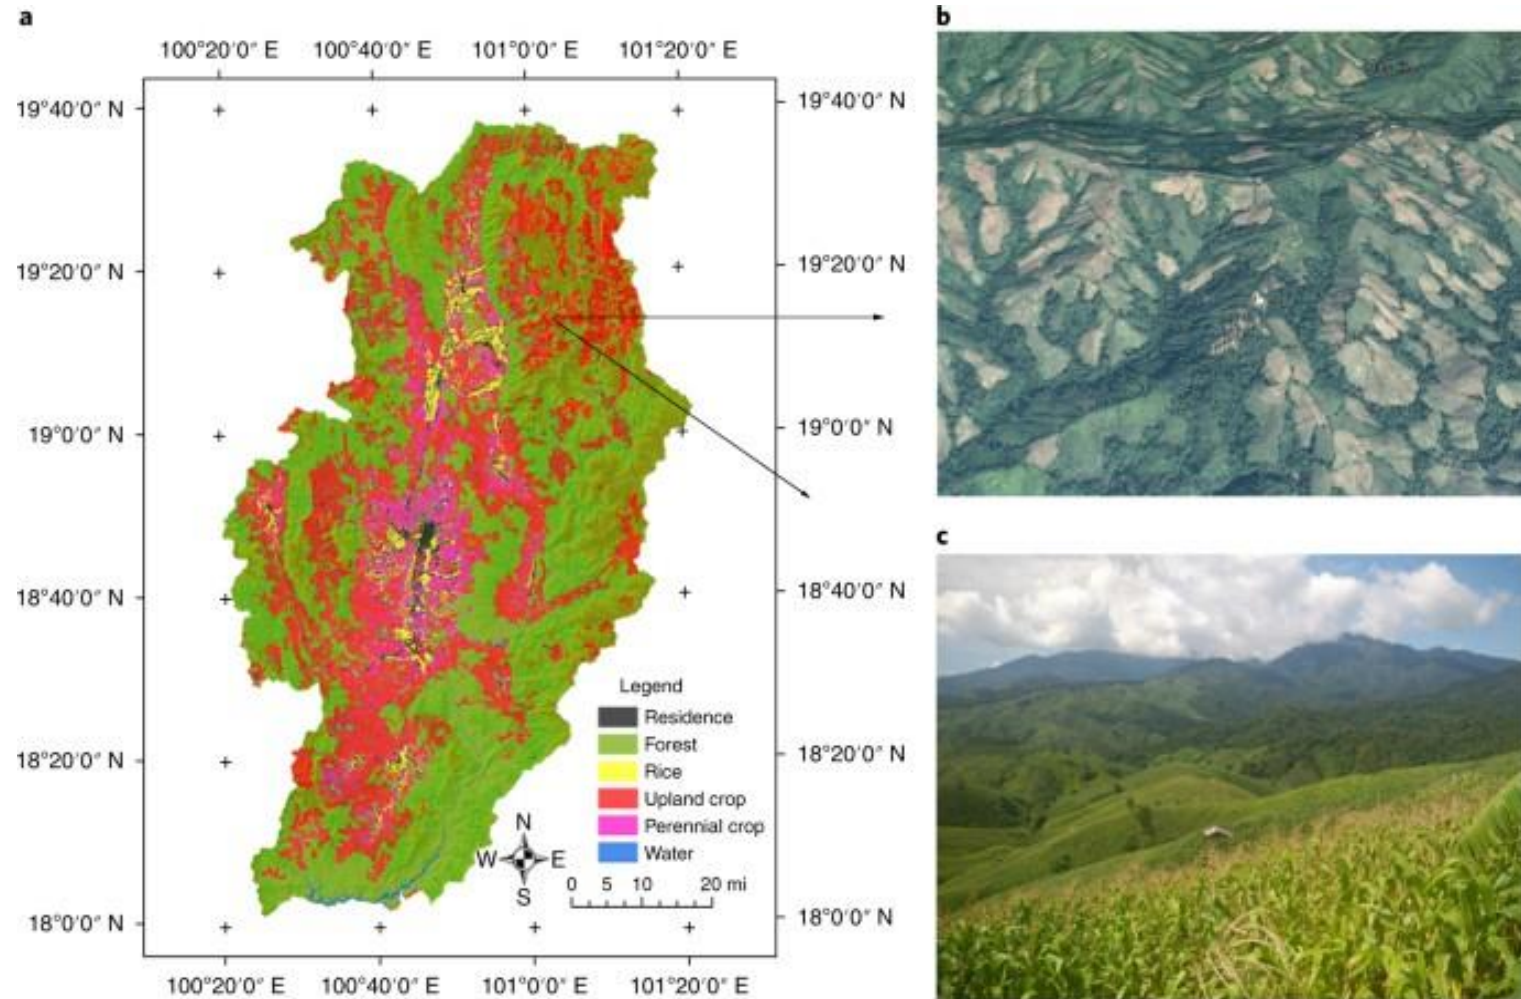 a
100°20′0″ E 100°40′0″ E 101°0′0″ E 101°20′0″ E
19°40′0″ N 19°40′0″ N
19°20′0″ N 19°20′0″ N
19°0′0″ N 19°0′0″ N
18°40′0″ N 18°40′0″ N
18°20′0″ N 18°20′0″ N
18°0′0″ N 18°0′0″ N
Legend
Residence
Forest
Rice
Upland crop
Perennial crop
Water
N
W E
S
0 5 10 20 mi
100°20′0″ E 100°40′0″ E 101°0′0″ E 101°20′0″ E
b
c